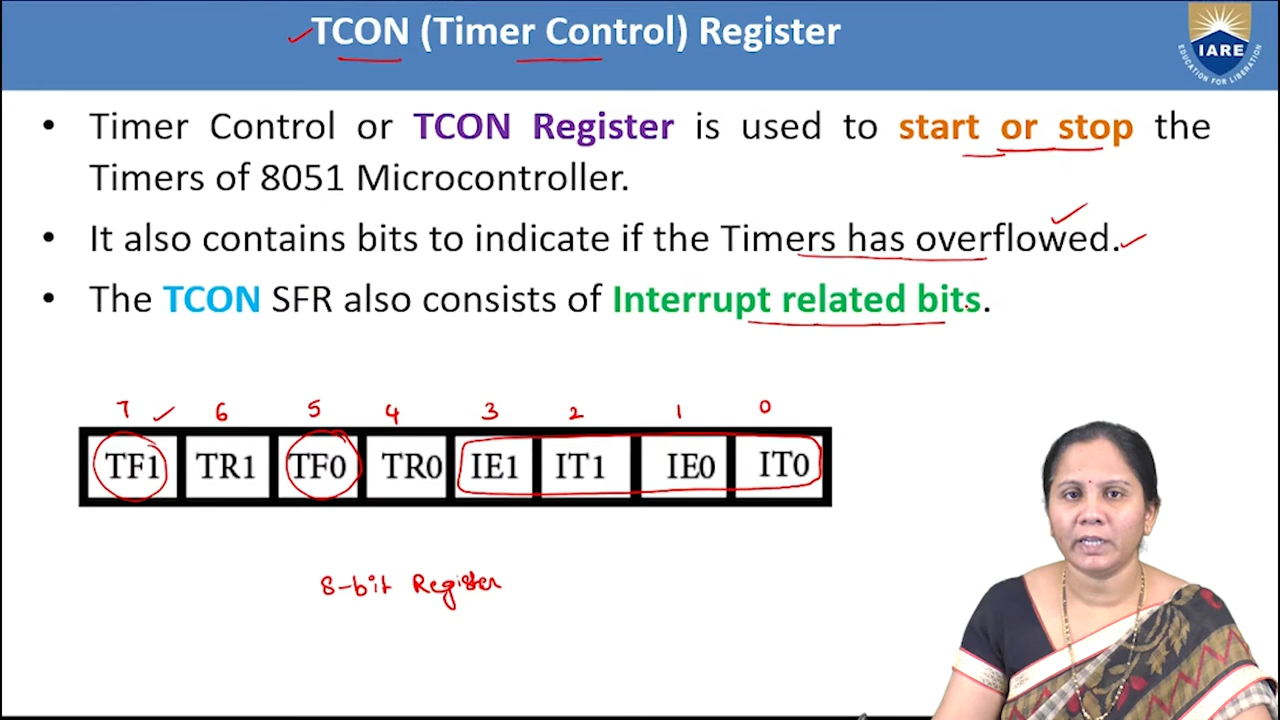 TCON (Timer Control) Register
IARE
EDUCATION FOR LIBERATION
• Timer Control or TCON Register is used to start or stop the
Timers of 8051 Microcontroller.
• It also contains bits to indicate if the Timers has overflowed.
• The TCON SFR also consists of Interrupt related bits.
7 6 5 4 3 2 1 0
TF1 TR1 TF0 TR0 IE1 IT1 IE0 IT0
8-bit Register